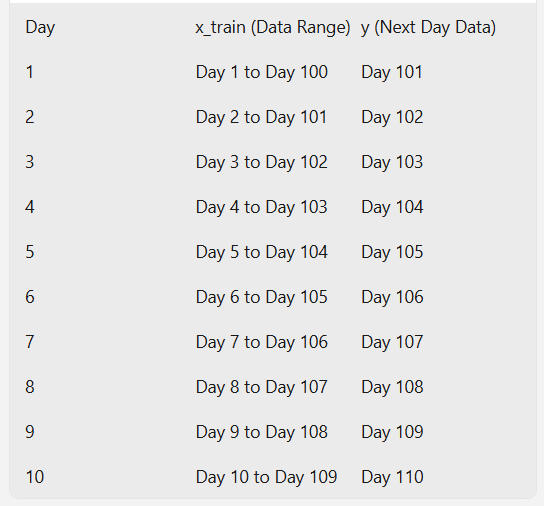 Day x_train (Data Range) y (Next Day Data)
1 Day 1 to Day 100 Day 101
2 Day 2 to Day 101 Day 102
3 Day 3 to Day 102 Day 103
4 Day 4 to Day 103 Day 104
5 Day 5 to Day 104 Day 105
6 Day 6 to Day 105 Day 106
7 Day 7 to Day 106 Day 107
8 Day 8 to Day 107 Day 108
9 Day 9 to Day 108 Day 109
10 Day 10 to Day 109 Day 110